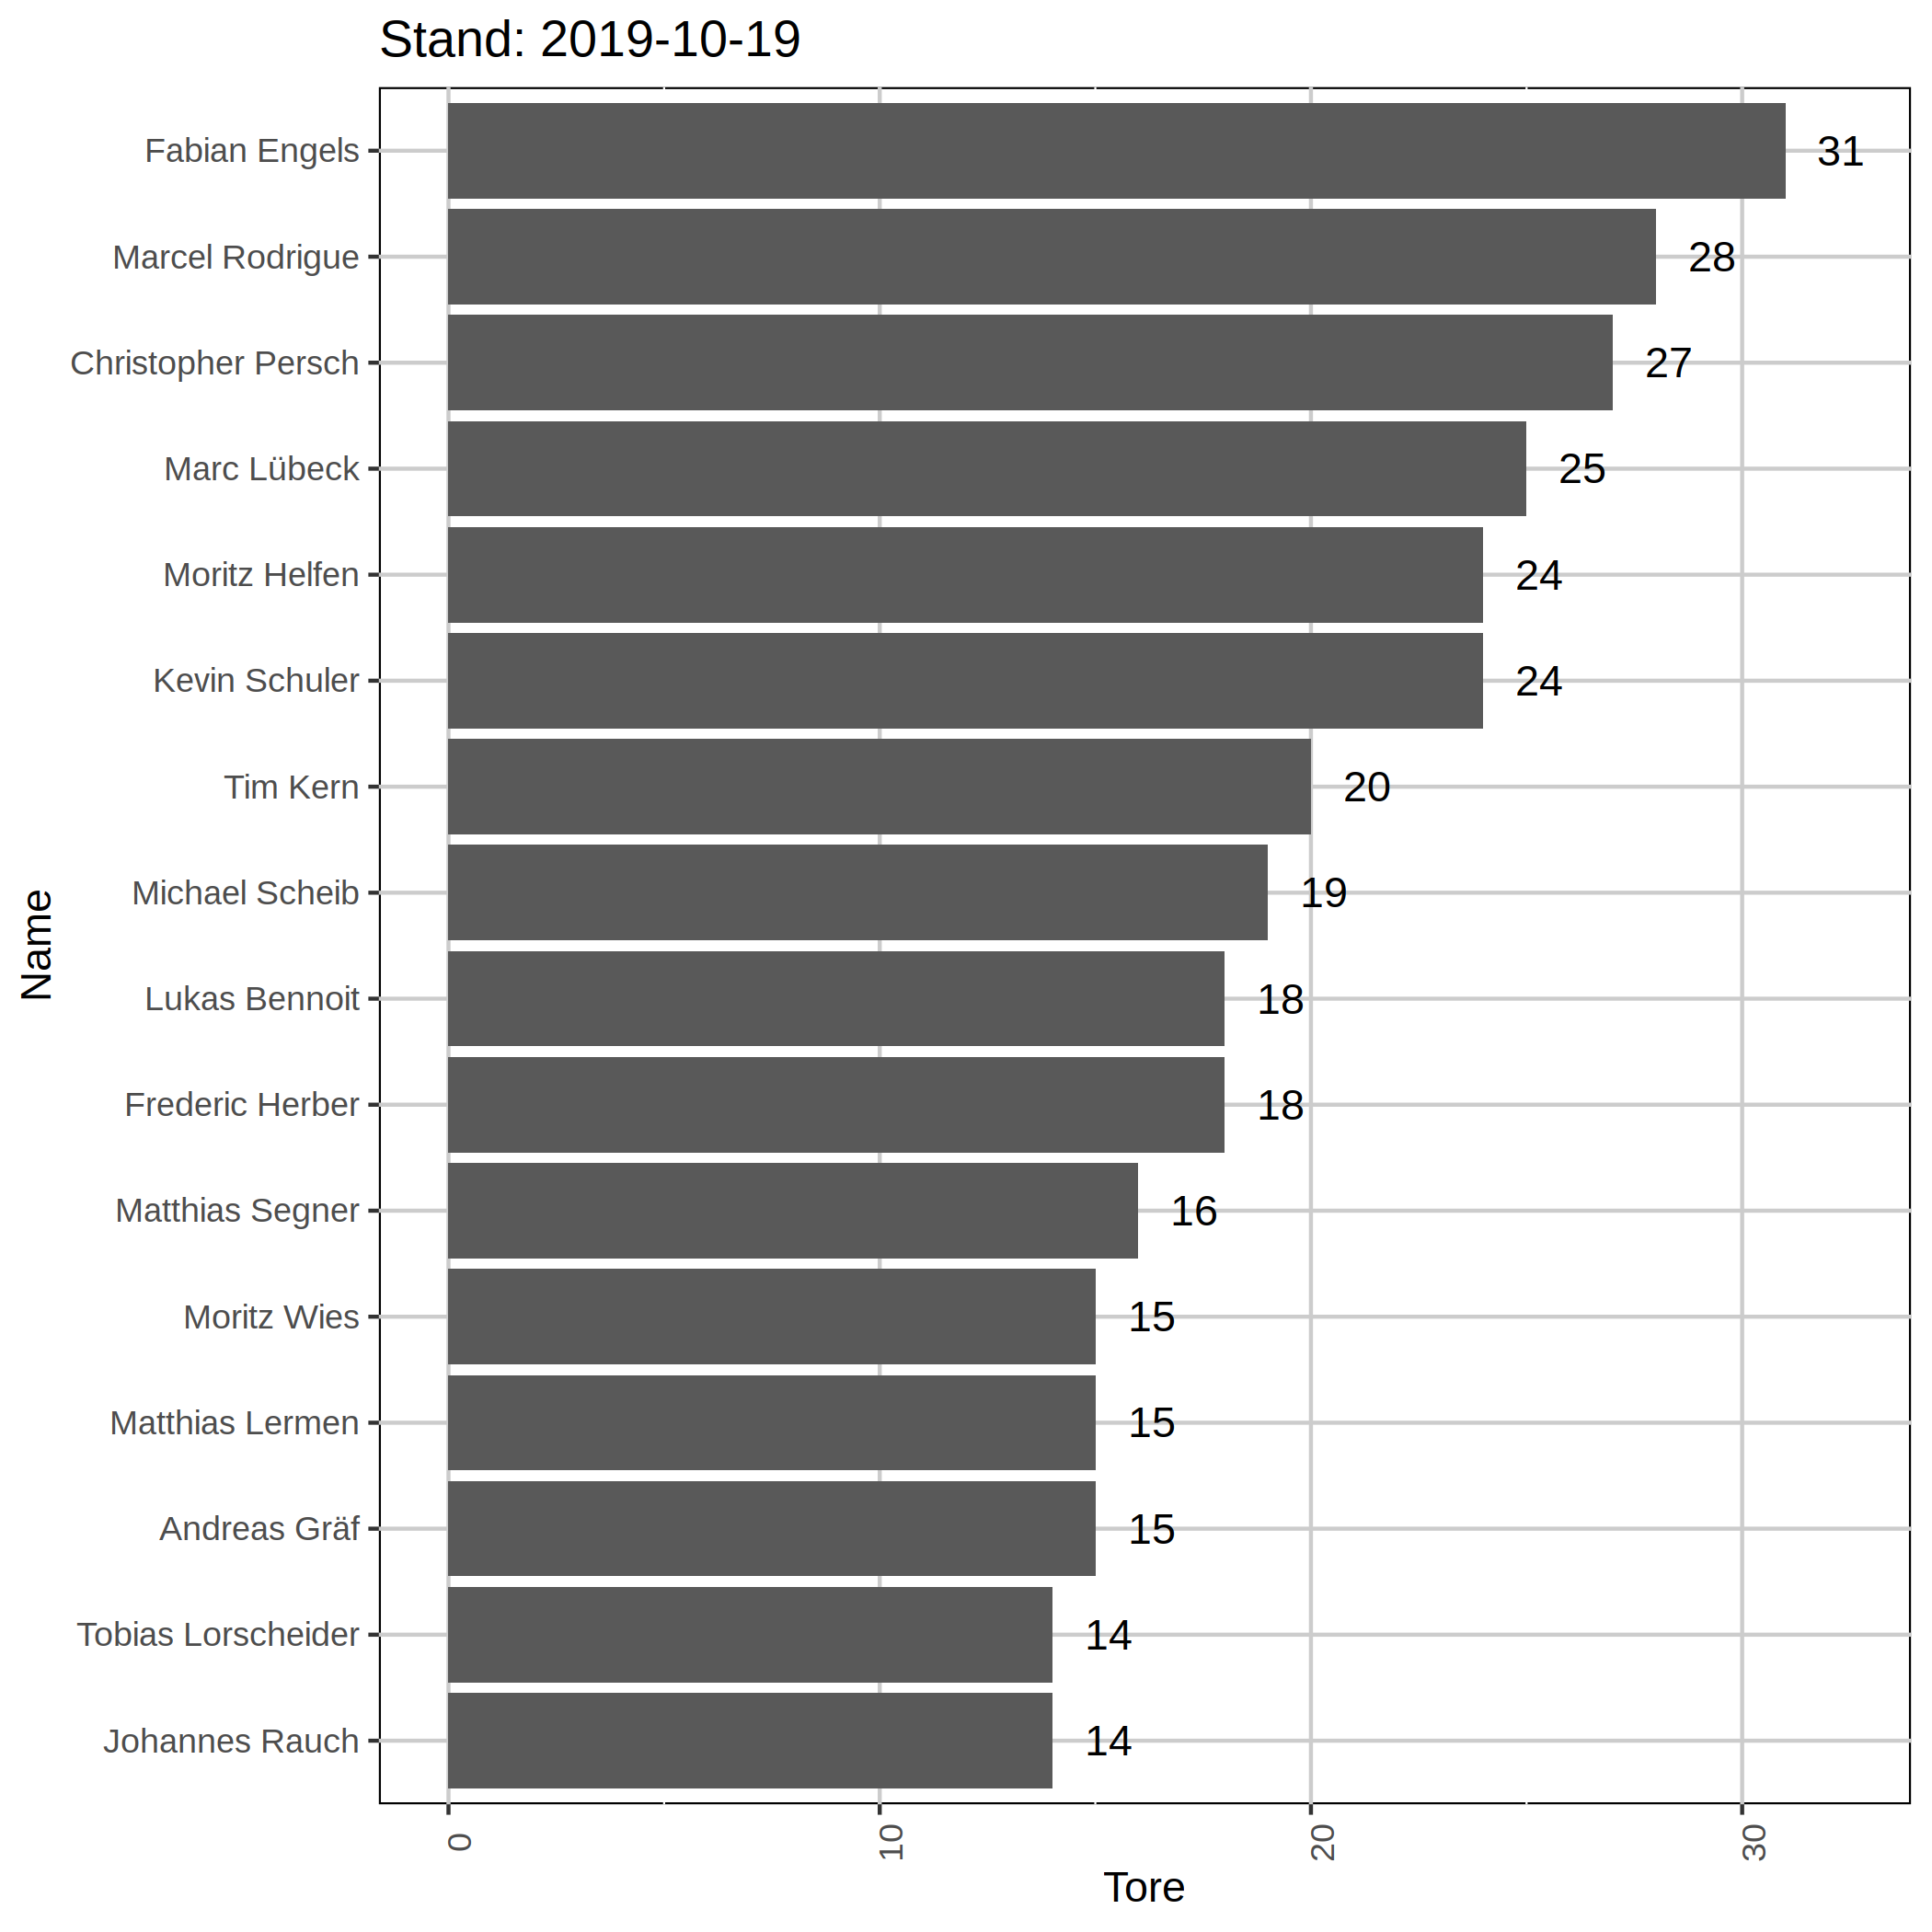 Stand: 2019-10-19
Fabian Engels 31
Marcel Rodrigue 28
Christopher Persch 27
Marc Lübeck 25
Moritz Helfen 24
Kevin Schuler 24
Tim Kern 20
Michael Scheib 19
Lukas Bennoit 18
Frederic Herber 18
Matthias Segner 16
Moritz Wies 15
Matthias Lermen 15
Andreas Gräf 15
Tobias Lorscheider 14
Johannes Rauch 14
Name
0 10 20 30
Tore